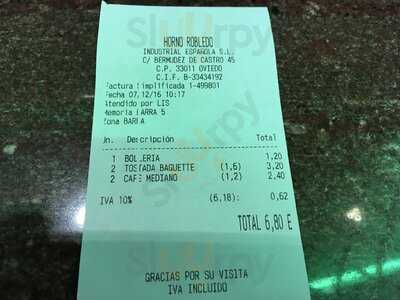 HORNO ROBLEDO
INDUSTRIAL ESPAÑOLA S.L.
C/ BERMUDEZ DE CASTRO 45
C.P. 33011 OVIEDO
C.I.F. B-33434192
Factura Simplificada 1-499801
Fecha 07/12/16 10:17
Atendido por LIS
Memoria BARRA 5
Zona BARRA
Un. Descripción Total
1 BOLLERIA 1,20
2 TOSTADA BAGUETTE (1,6) 3,20
2 CAFE MEDIANO (1,2) 2,40
IVA 10% (6,18): 0,62
TOTAL 6,80 E
GRACIAS POR SU VISITA
IVA INCLUIDO
Sluurpy